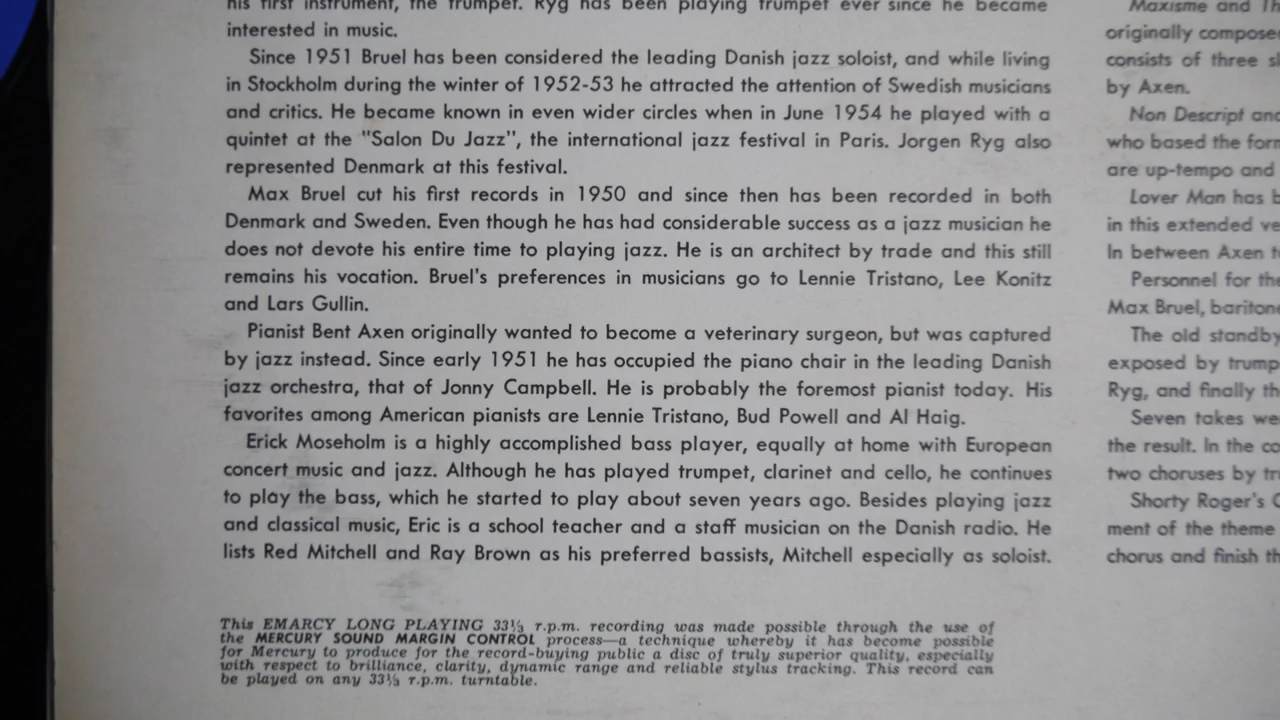 his first instrument, the trumpet. Ryg has been playing trumpet ever since he became
interested in music.
Since 1951 Bruel has been considered the leading Danish jazz soloist, and while living
in Stockholm during the winter of 1952-53 he attracted the attention of Swedish musicians
and critics. He became known in even wider circles when in June 1954 he played with a
quintet at the "Salon Du Jazz", the international jazz festival in Paris. Jorgen Ryg also
represented Denmark at this festival.
Max Bruel cut his first records in 1950 and since then has been recorded in both
Denmark and Sweden. Even though he has had considerable success as a jazz musician he
does not devote his entire time to playing jazz. He is an architect by trade and this still
remains his vocation. Bruel's preferences in musicians go to Lennie Tristano, Lee Konitz
and Lars Gullin.
Pianist Bent Axen originally wanted to become a veterinary surgeon, but was captured
by jazz instead. Since early 1951 he has occupied the piano chair in the leading Danish
jazz orchestra, that of Jonny Campbell. He is probably the foremost pianist today. His
favorites among American pianists are Lennie Tristano, Bud Powell and Al Haig.
Erick Moseholm is a highly accomplished bass player, equally at home with European
concert music and jazz. Although he has played trumpet, clarinet and cello, he continues
to play the bass, which he started to play about seven years ago. Besides playing jazz
and classical music, Eric is a school teacher and a staff musician on the Danish radio. He
lists Red Mitchell and Ray Brown as his preferred bassists, Mitchell especially as soloist.
This EMARCY LONG PLAYING 33⅓ r.p.m. recording was made possible through the use of
the MERCURY SOUND MARGIN CONTROL process—a technique whereby it has become possible
for Mercury to produce for the record-buying public a disc of truly superior quality, especially
with respect to brilliance, clarity, dynamic range and reliable stylus tracking. This record can
be played on any 33⅓ r.p.m. turntable.
Maxisme and
originally
consists of three
by Axen.
Non Descript
who based the
are up-tempo and
Lover Man has
in this extended
In between Axen
Personnel for
Max Bruel,
The old standby
exposed by
Ryg, and finally
Seven takes
the result. In the
two choruses by
Shorty Roger's
ment of the theme
chorus and finish